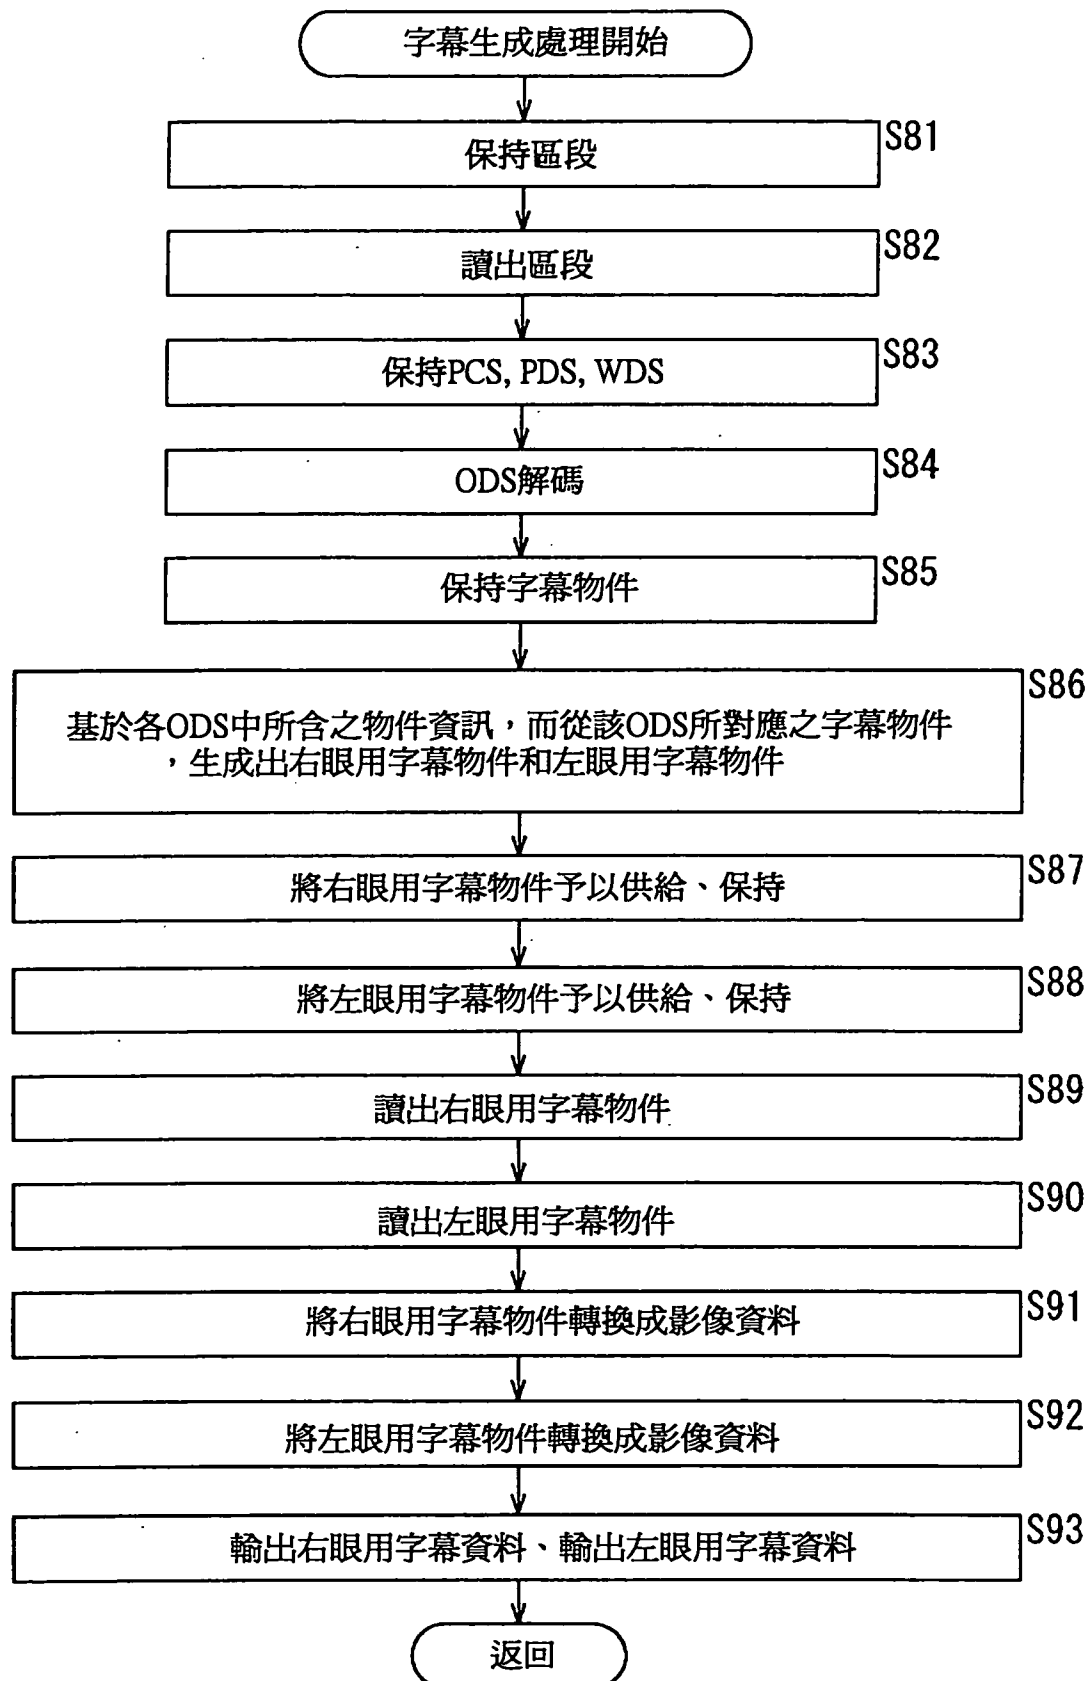 字幕生成處理開始
保持區段
S81
讀出區段
S82
保持PCS, PDS, WDS
S83
ODS解碼
S84
保持字幕物件
S85
S86
基於各ODS中所含之物件資訊，而從該ODS所對應之字幕物件
，生成出右眼用字幕物件和左眼用字幕物件
將右眼用字幕物件予以供給、保持
S87
將左眼用字幕物件予以供給、保持
S88
讀出右眼用字幕物件
S89
讀出左眼用字幕物件
S90
將右眼用字幕物件轉換成影像資料
S91
將左眼用字幕物件轉換成影像資料
S92
輸出右眼用字幕資料、輸出左眼用字幕資料
S93
返回